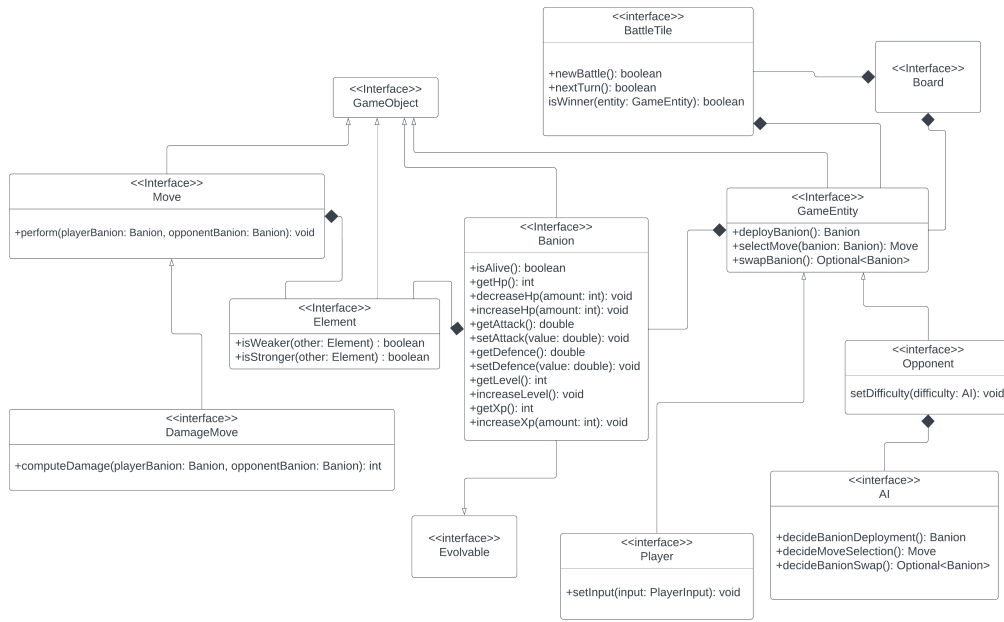 <<interface>>
BattleTile
+newBattle(): boolean
+nextTurn(): boolean
isWinner(entity: GameEntity): boolean
<<Interface>>
Board
<<Interface>>
GameObject
<<Interface>>
Move
+perform(playerBanion: Banion, opponentBanion: Banion): void
<<Interface>>
GameEntity
+deployBanion(): Banion
+selectMove(banion: Banion): Move
+swapBanion(): Optional<Banion>
<<Interface>>
Banion
+isAlive(): boolean
+getHp(): int
+decreaseHp(amount: int): void
+increaseHp(amount: int): void
+getAttack(): double
+setAttack(value: double): void
+getDefence(): double
+setDefence(value: double): void
+getLevel(): int
+increaseLevel(): void
+getXp(): int
+increaseXp(amount: int): void
<<Interface>>
Element
+isWeaker(other: Element) : boolean
+isStronger(other: Element) : boolean
<<interface>>
Opponent
setDifficulty(difficulty: AI): void
<<interface>>
DamageMove
+computeDamage(playerBanion: Banion, opponentBanion: Banion): int
<<interface>>
AI
+decideBanionDeployment(): Banion
+decideMoveSelection(): Move
+decideBanionSwap(): Optional<Banion>
<<interface>>
Evolvable
<<interface>>
Player
+setInput(input: PlayerInput): void